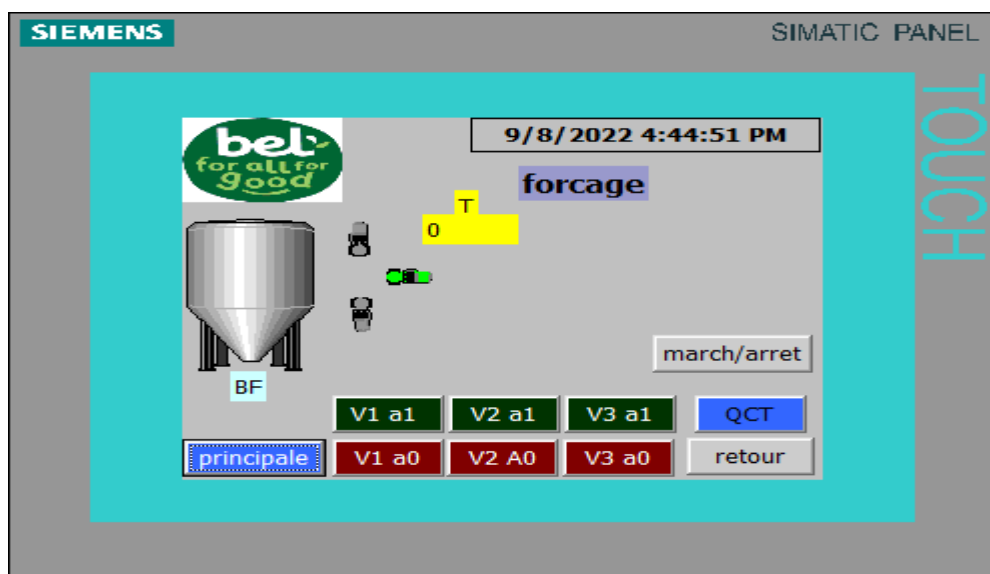 SIEMENS
SIMATIC PANEL
TOUCH
bel
for all for
good
9/8/2022 4:44:51 PM
forcage
T
0
march/arret
BF
V1 a1
V2 a1
V3 a1
QCT
principale
V1 a0
V2 A0
V3 a0
retour